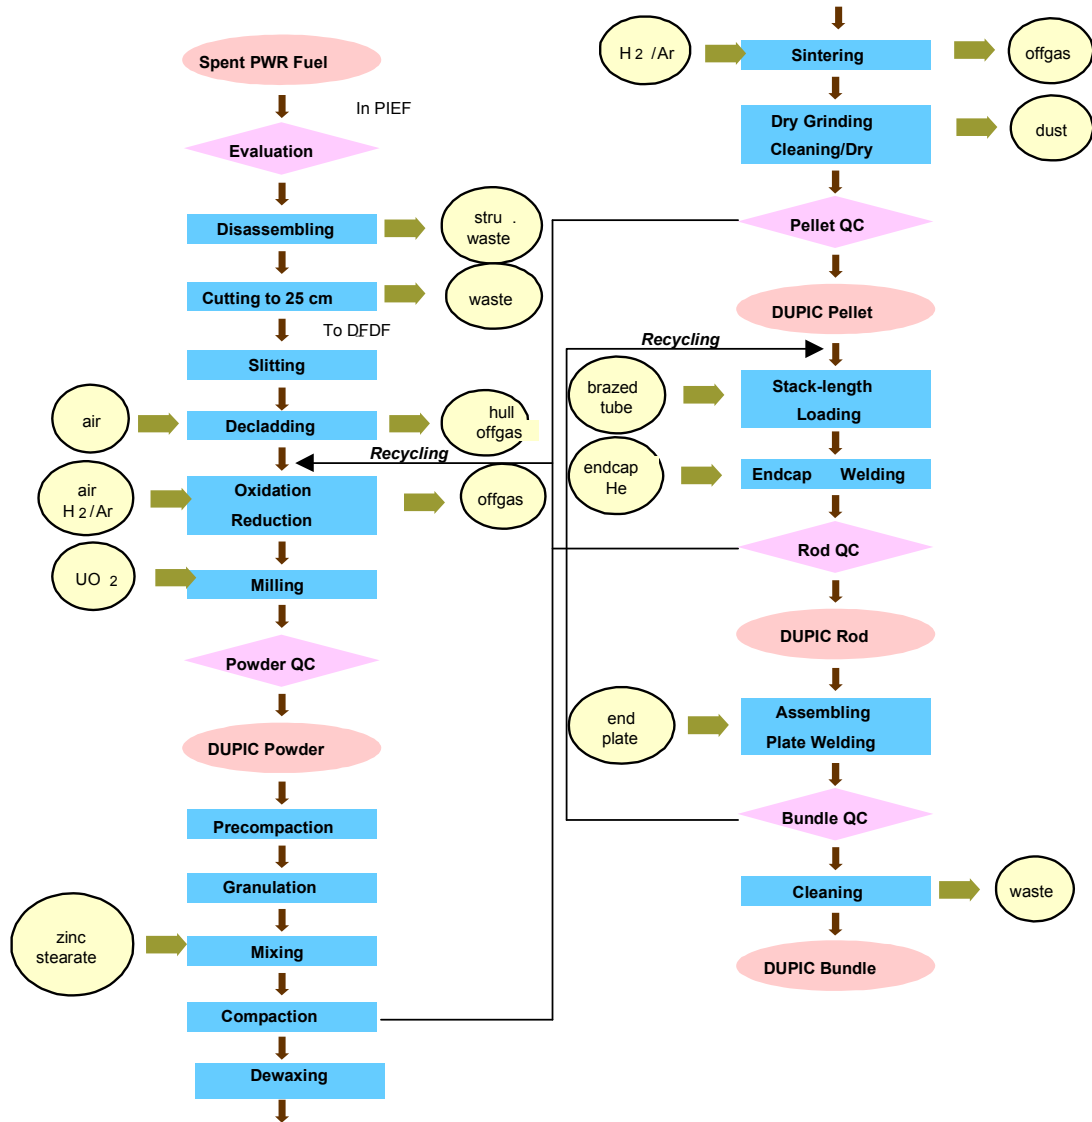 Spent PWR Fuel
In PIEF
Evaluation
Disassembling
stru .
waste
Cutting to 25 cm
waste
To DFDF
Slitting
air
Decladding
hull
offgas
Recycling
air
H 2 /Ar
Oxidation
Reduction
offgas
UO 2
Milling
Powder QC
DUPIC Powder
Precompaction
Granulation
zinc
stearate
Mixing
Compaction
Dewaxing
H 2 /Ar
Sintering
offgas
Dry Grinding
Cleaning/Dry
dust
Pellet QC
DUPIC Pellet
Recycling
brazed
tube
Stack-length
Loading
endcap
He
Endcap Welding
Rod QC
DUPIC Rod
end
plate
Assembling
Plate Welding
Bundle QC
Cleaning
waste
DUPIC Bundle